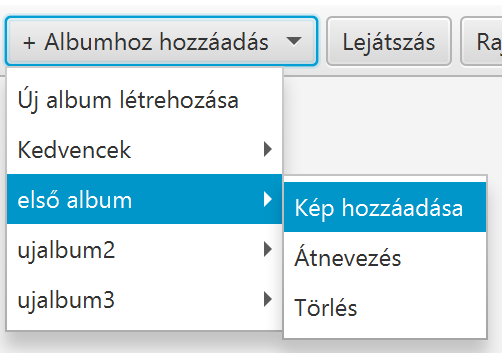 + Albumhoz hozzáadás
Lejátszás
Új album létrehozása
Kedvencek
első album
Kép hozzáadása
ujalbum2
Átnevezés
ujalbum3
Törlés